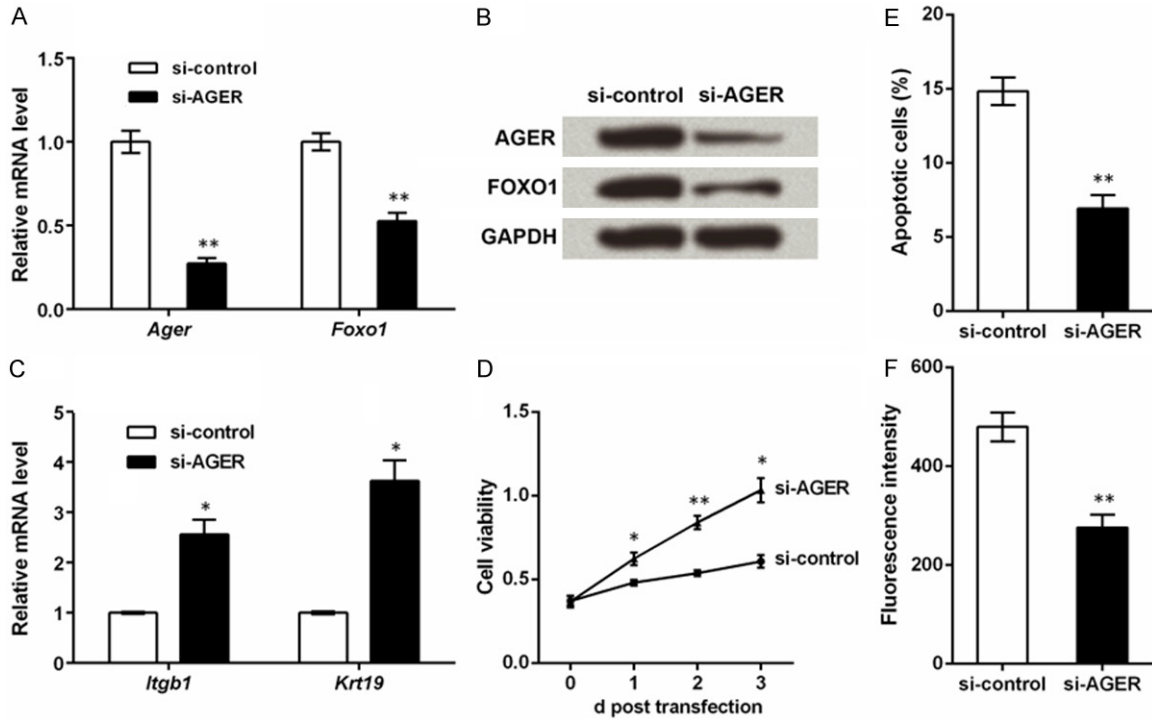 A
1.5
1.0
0.5
0.0
Relative mRNA level
si-control
si-AGER
**
**
Ager
Foxo1
B
si-control si-AGER
AGER
FOXO1
GAPDH
E
20
15
10
5
0
Apoptotic cells (%)
**
si-control
si-AGER
C
5
4
3
2
1
0
Relative mRNA level
si-control
si-AGER
*
*
Itgb1
Krt19
D
1.5
1.0
0.5
0.0
Cell viability
*
**
*
si-AGER
si-control
0 1 2 3
d post transfection
F
600
400
200
0
Fluorescence intensity
**
si-control
si-AGER